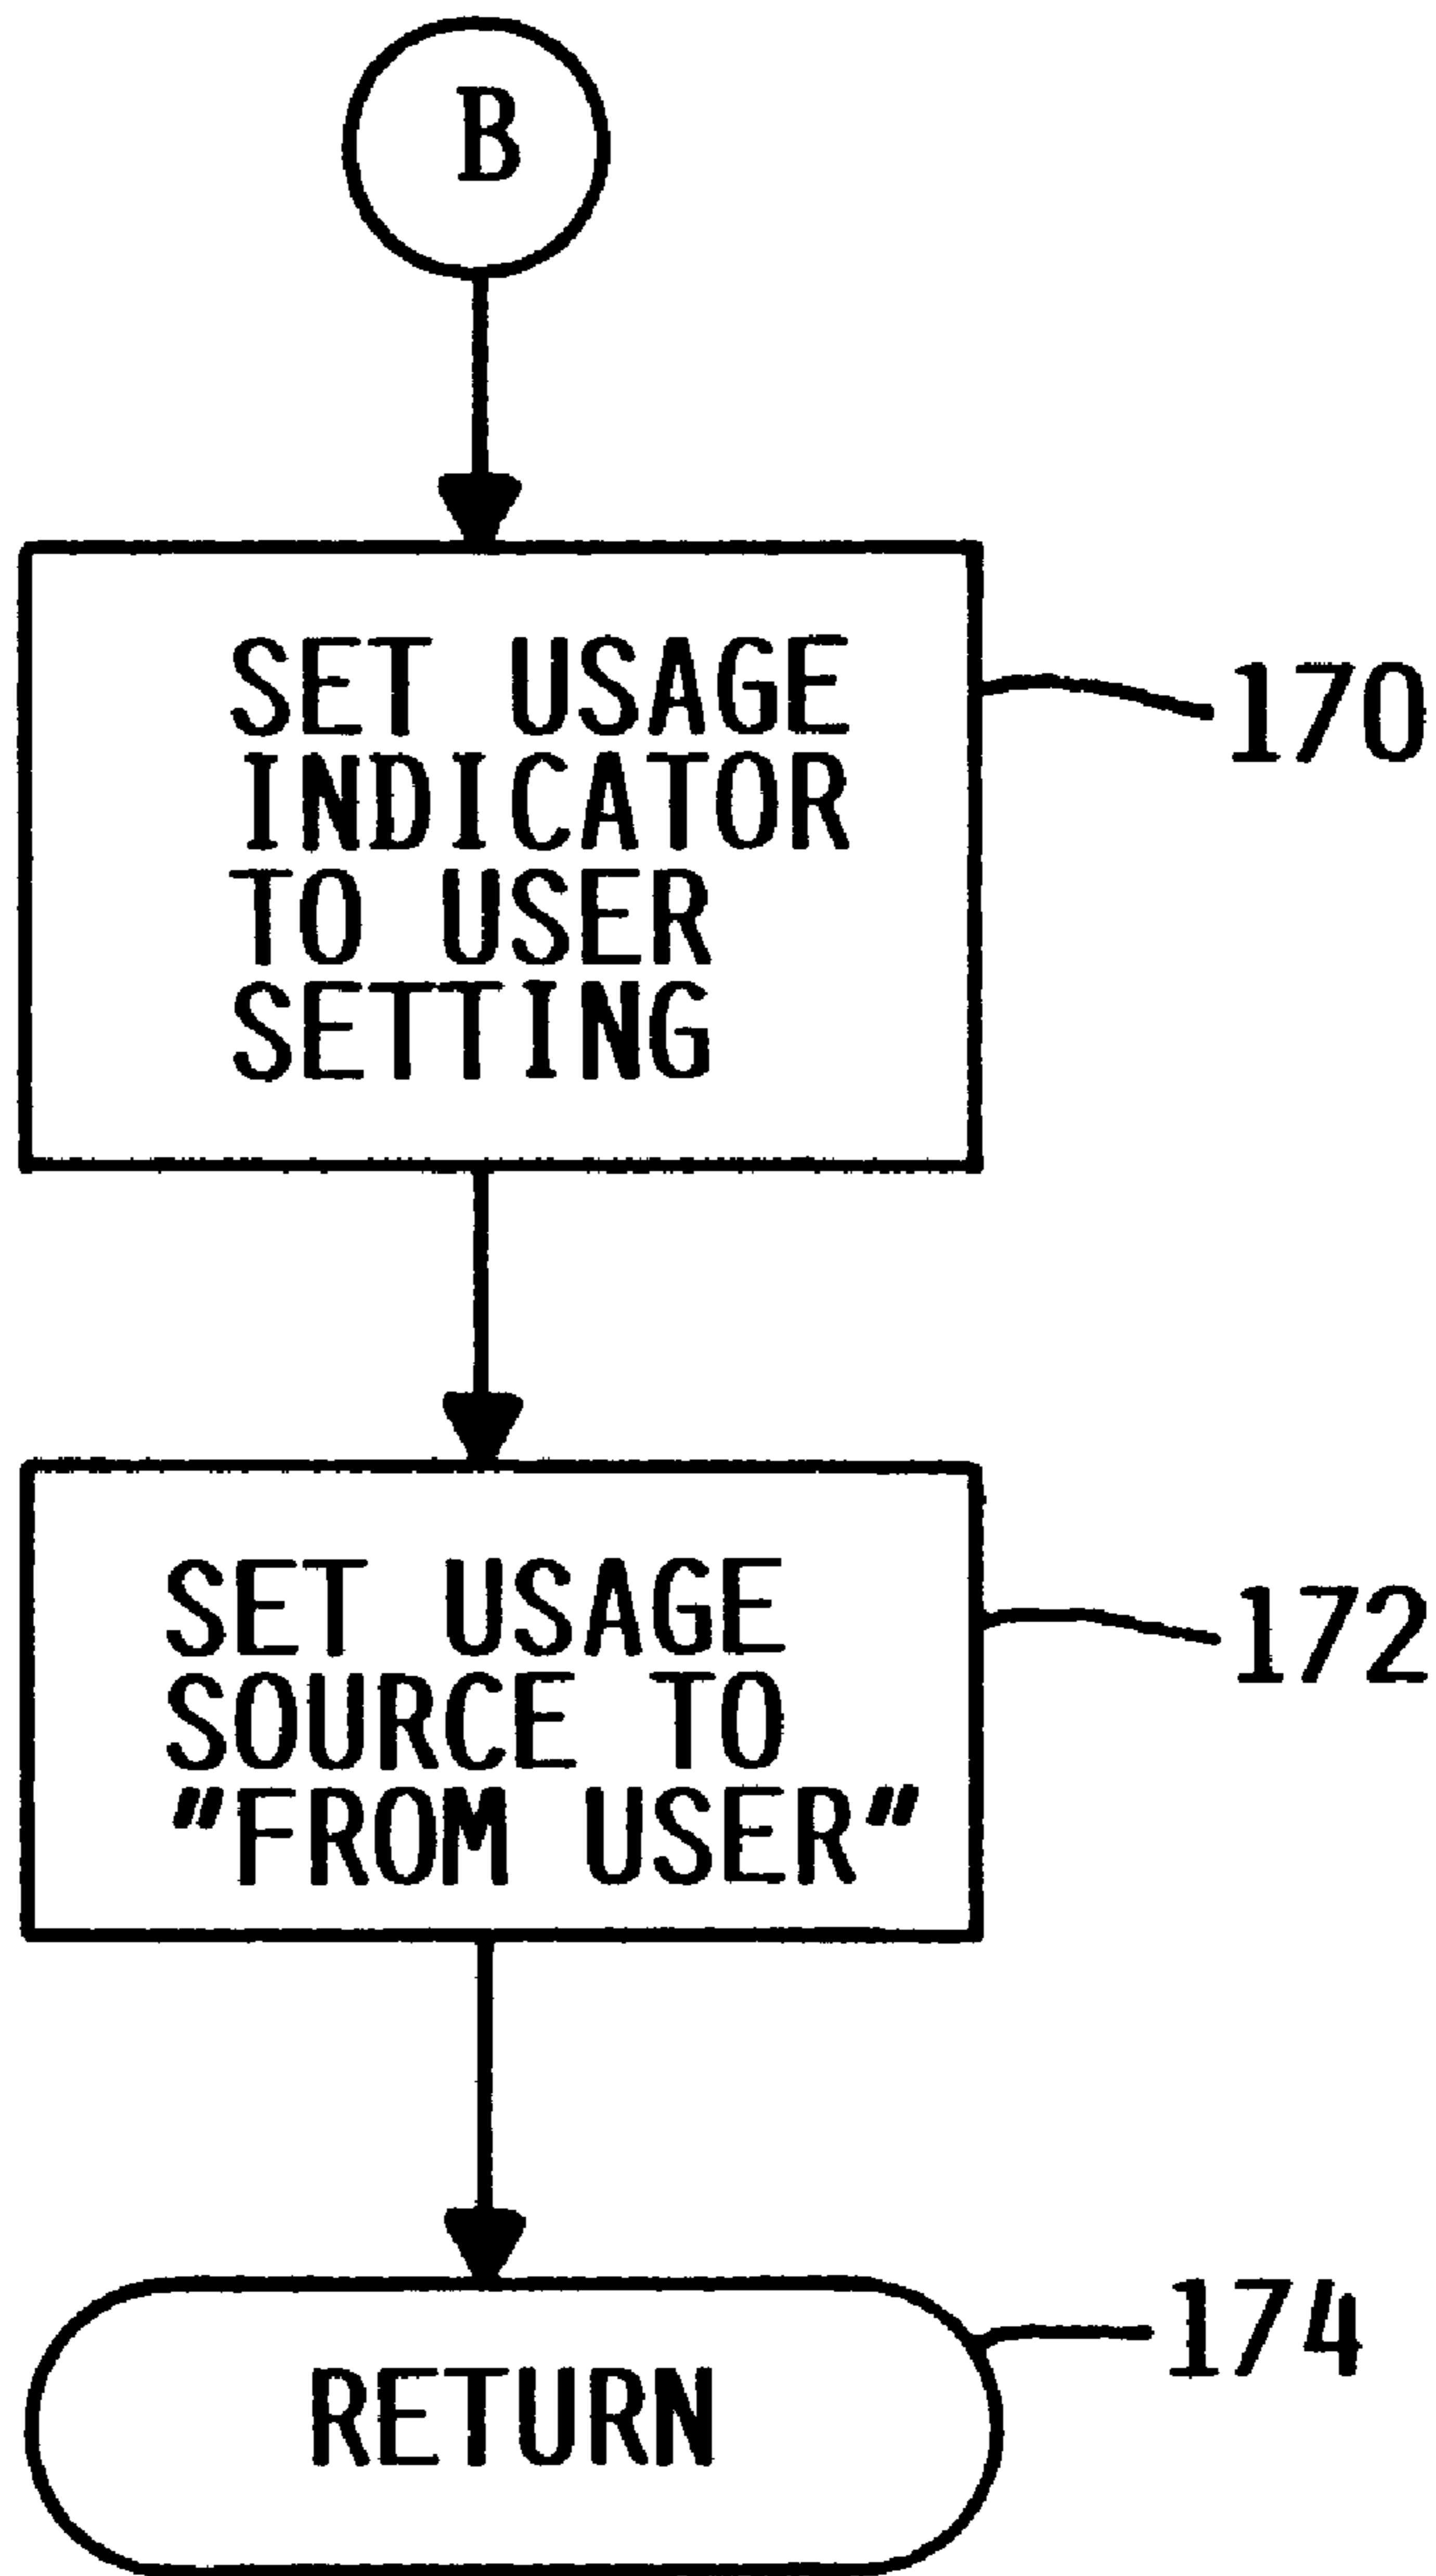 B
SET USAGE
INDICATOR
TO USER
SETTING
170
SET USAGE
SOURCE TO
"FROM USER"
172
RETURN
174